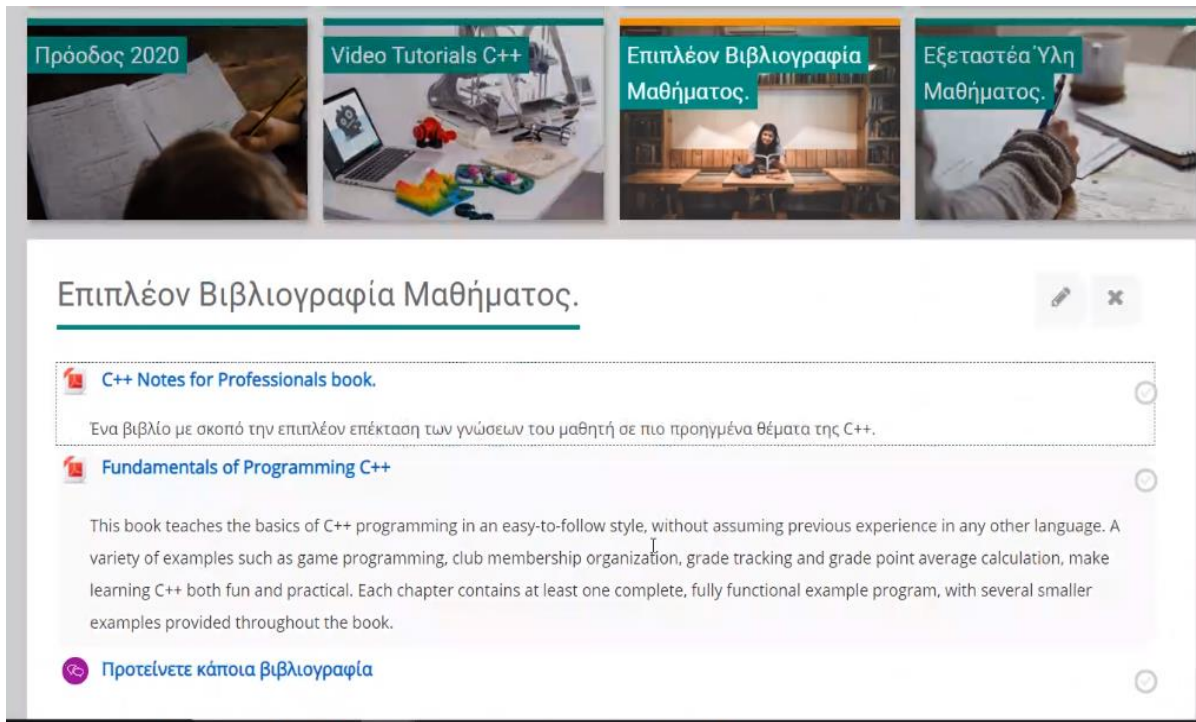 Πρόοδος 2020
Video Tutorials C++
Επιπλέον Βιβλιογραφία
Μαθήματος.
Εξεταστέα Ύλη
Μαθήματος.
Επιπλέον Βιβλιογραφία Μαθήματος.
C++ Notes for Professionals book.
Ένα βιβλίο με σκοπό την επιπλέον επέκταση των γνώσεων του μαθητή σε πιο προηγμένα θέματα της C++.
Fundamentals of Programming C++
This book teaches the basics of C++ programming in an easy-to-follow style, without assuming previous experience in any other language. A
variety of examples such as game programming, club membership organization, grade tracking and grade point average calculation, make
learning C++ both fun and practical. Each chapter contains at least one complete, fully functional example program, with several smaller
examples provided throughout the book.
Προτείνετε κάποια βιβλιογραφία